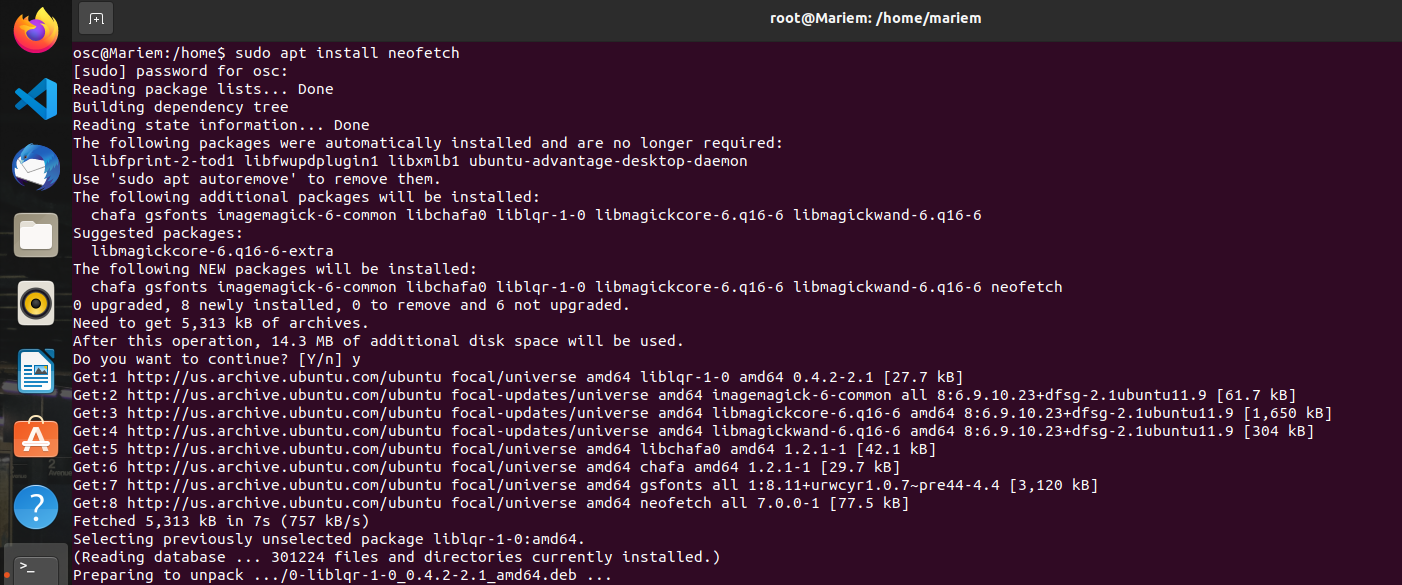 root@Mariem: /home/mariem
osc@Mariem:/home$ sudo apt install neofetch
[sudo] password for osc:
Reading package lists... Done
Building dependency tree
Reading state information... Done
The following packages were automatically installed and are no longer required:
  libfprint-2-tod1 libfwupdplugin1 libxmlb1 ubuntu-advantage-desktop-daemon
Use 'sudo apt autoremove' to remove them.
The following additional packages will be installed:
  chafa gsfonts imagemagick-6-common libchafa0 liblqr-1-0 libmagickcore-6.q16-6 libmagickwand-6.q16-6
Suggested packages:
  libmagickcore-6.q16-6-extra
The following NEW packages will be installed:
  chafa gsfonts imagemagick-6-common libchafa0 liblqr-1-0 libmagickcore-6.q16-6 libmagickwand-6.q16-6 neofetch
0 upgraded, 8 newly installed, 0 to remove and 6 not upgraded.
Need to get 5,313 kB of archives.
After this operation, 14.3 MB of additional disk space will be used.
Do you want to continue? [Y/n] y
Get:1 http://us.archive.ubuntu.com/ubuntu focal/universe amd64 liblqr-1-0 amd64 0.4.2-2.1 [27.7 kB]
Get:2 http://us.archive.ubuntu.com/ubuntu focal-updates/universe amd64 imagemagick-6-common all 8:6.9.10.23+dfsg-2.1ubuntu11.9 [61.7 kB]
Get:3 http://us.archive.ubuntu.com/ubuntu focal-updates/universe amd64 libmagickcore-6.q16-6 amd64 8:6.9.10.23+dfsg-2.1ubuntu11.9 [1,650 kB]
Get:4 http://us.archive.ubuntu.com/ubuntu focal-updates/universe amd64 libmagickwand-6.q16-6 amd64 8:6.9.10.23+dfsg-2.1ubuntu11.9 [304 kB]
Get:5 http://us.archive.ubuntu.com/ubuntu focal/universe amd64 libchafa0 amd64 1.2.1-1 [42.1 kB]
Get:6 http://us.archive.ubuntu.com/ubuntu focal/universe amd64 chafa amd64 1.2.1-1 [29.7 kB]
Get:7 http://us.archive.ubuntu.com/ubuntu focal/universe amd64 gsfonts all 1:8.11+urwcyr1.0.7~pre44-4.4 [3,120 kB]
Get:8 http://us.archive.ubuntu.com/ubuntu focal/universe amd64 neofetch all 7.0.0-1 [77.5 kB]
Fetched 5,313 kB in 7s (757 kB/s)
Selecting previously unselected package liblqr-1-0:amd64.
(Reading database ... 301224 files and directories currently installed.)
Preparing to unpack .../0-liblqr-1-0_0.4.2-2.1_amd64.deb ...